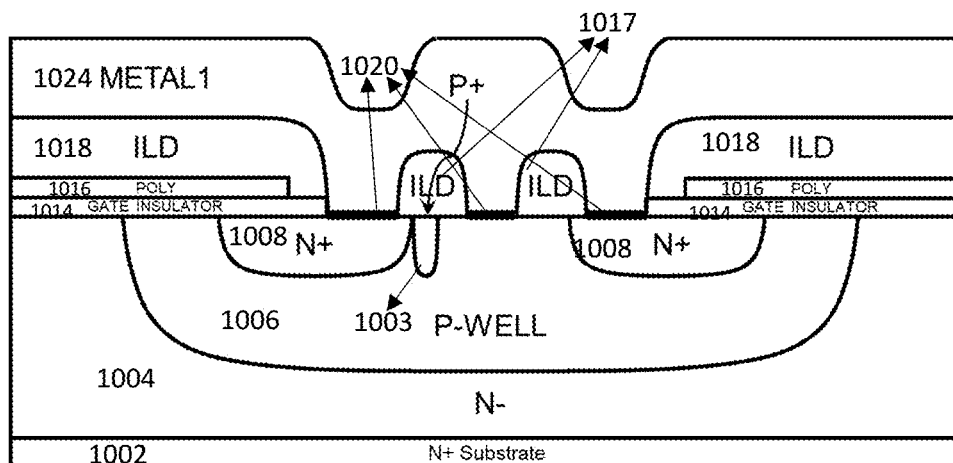 1017
1020
1024 METAL1
P+
1018 ILD
1018 ILD
ILD
ILD
1016 POLY
1016 POLY
1014 GATE INSULATOR
1014 GATE INSULATOR
1008 N+
1008 N+
1006
1003
P-WELL
1004
N-
1002
N+ Substrate